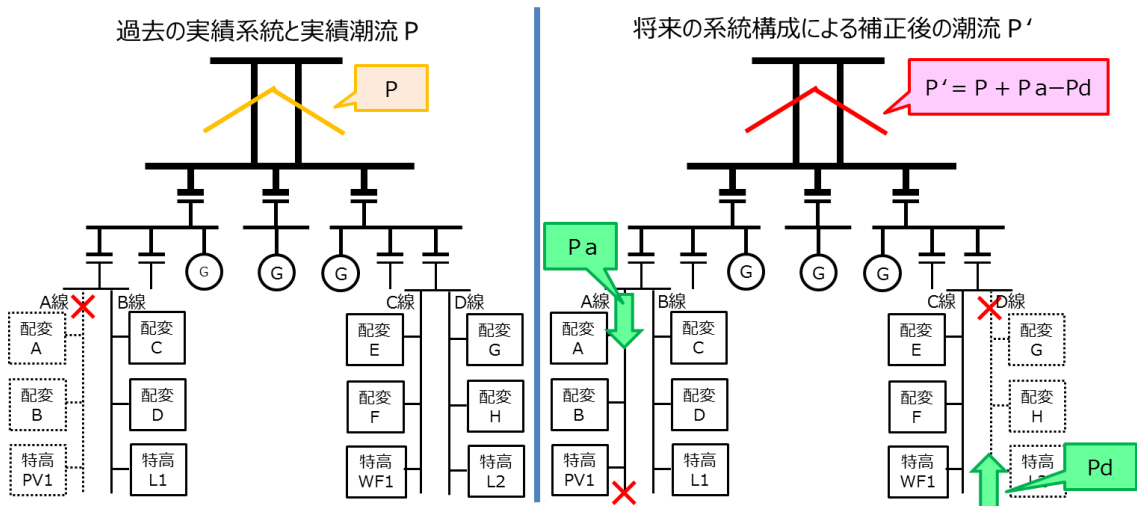 過去の実績系統と実績潮流 P
P
G
G
G
A線
B線
C線
D線
配変
A
配変
C
配変
E
配変
G
配変
B
配変
D
配変
F
配変
H
特高
PV1
特高
L1
特高
WF1
特高
L2
将来の系統構成による補正後の潮流 P‘
P‘ = P + Pa−Pd
Pa
G
G
G
A線
B線
C線
D線
配変
A
配変
C
配変
E
配変
G
配変
B
配変
D
配変
F
配変
H
特高
PV1
特高
L1
特高
WF1
特高
Pd